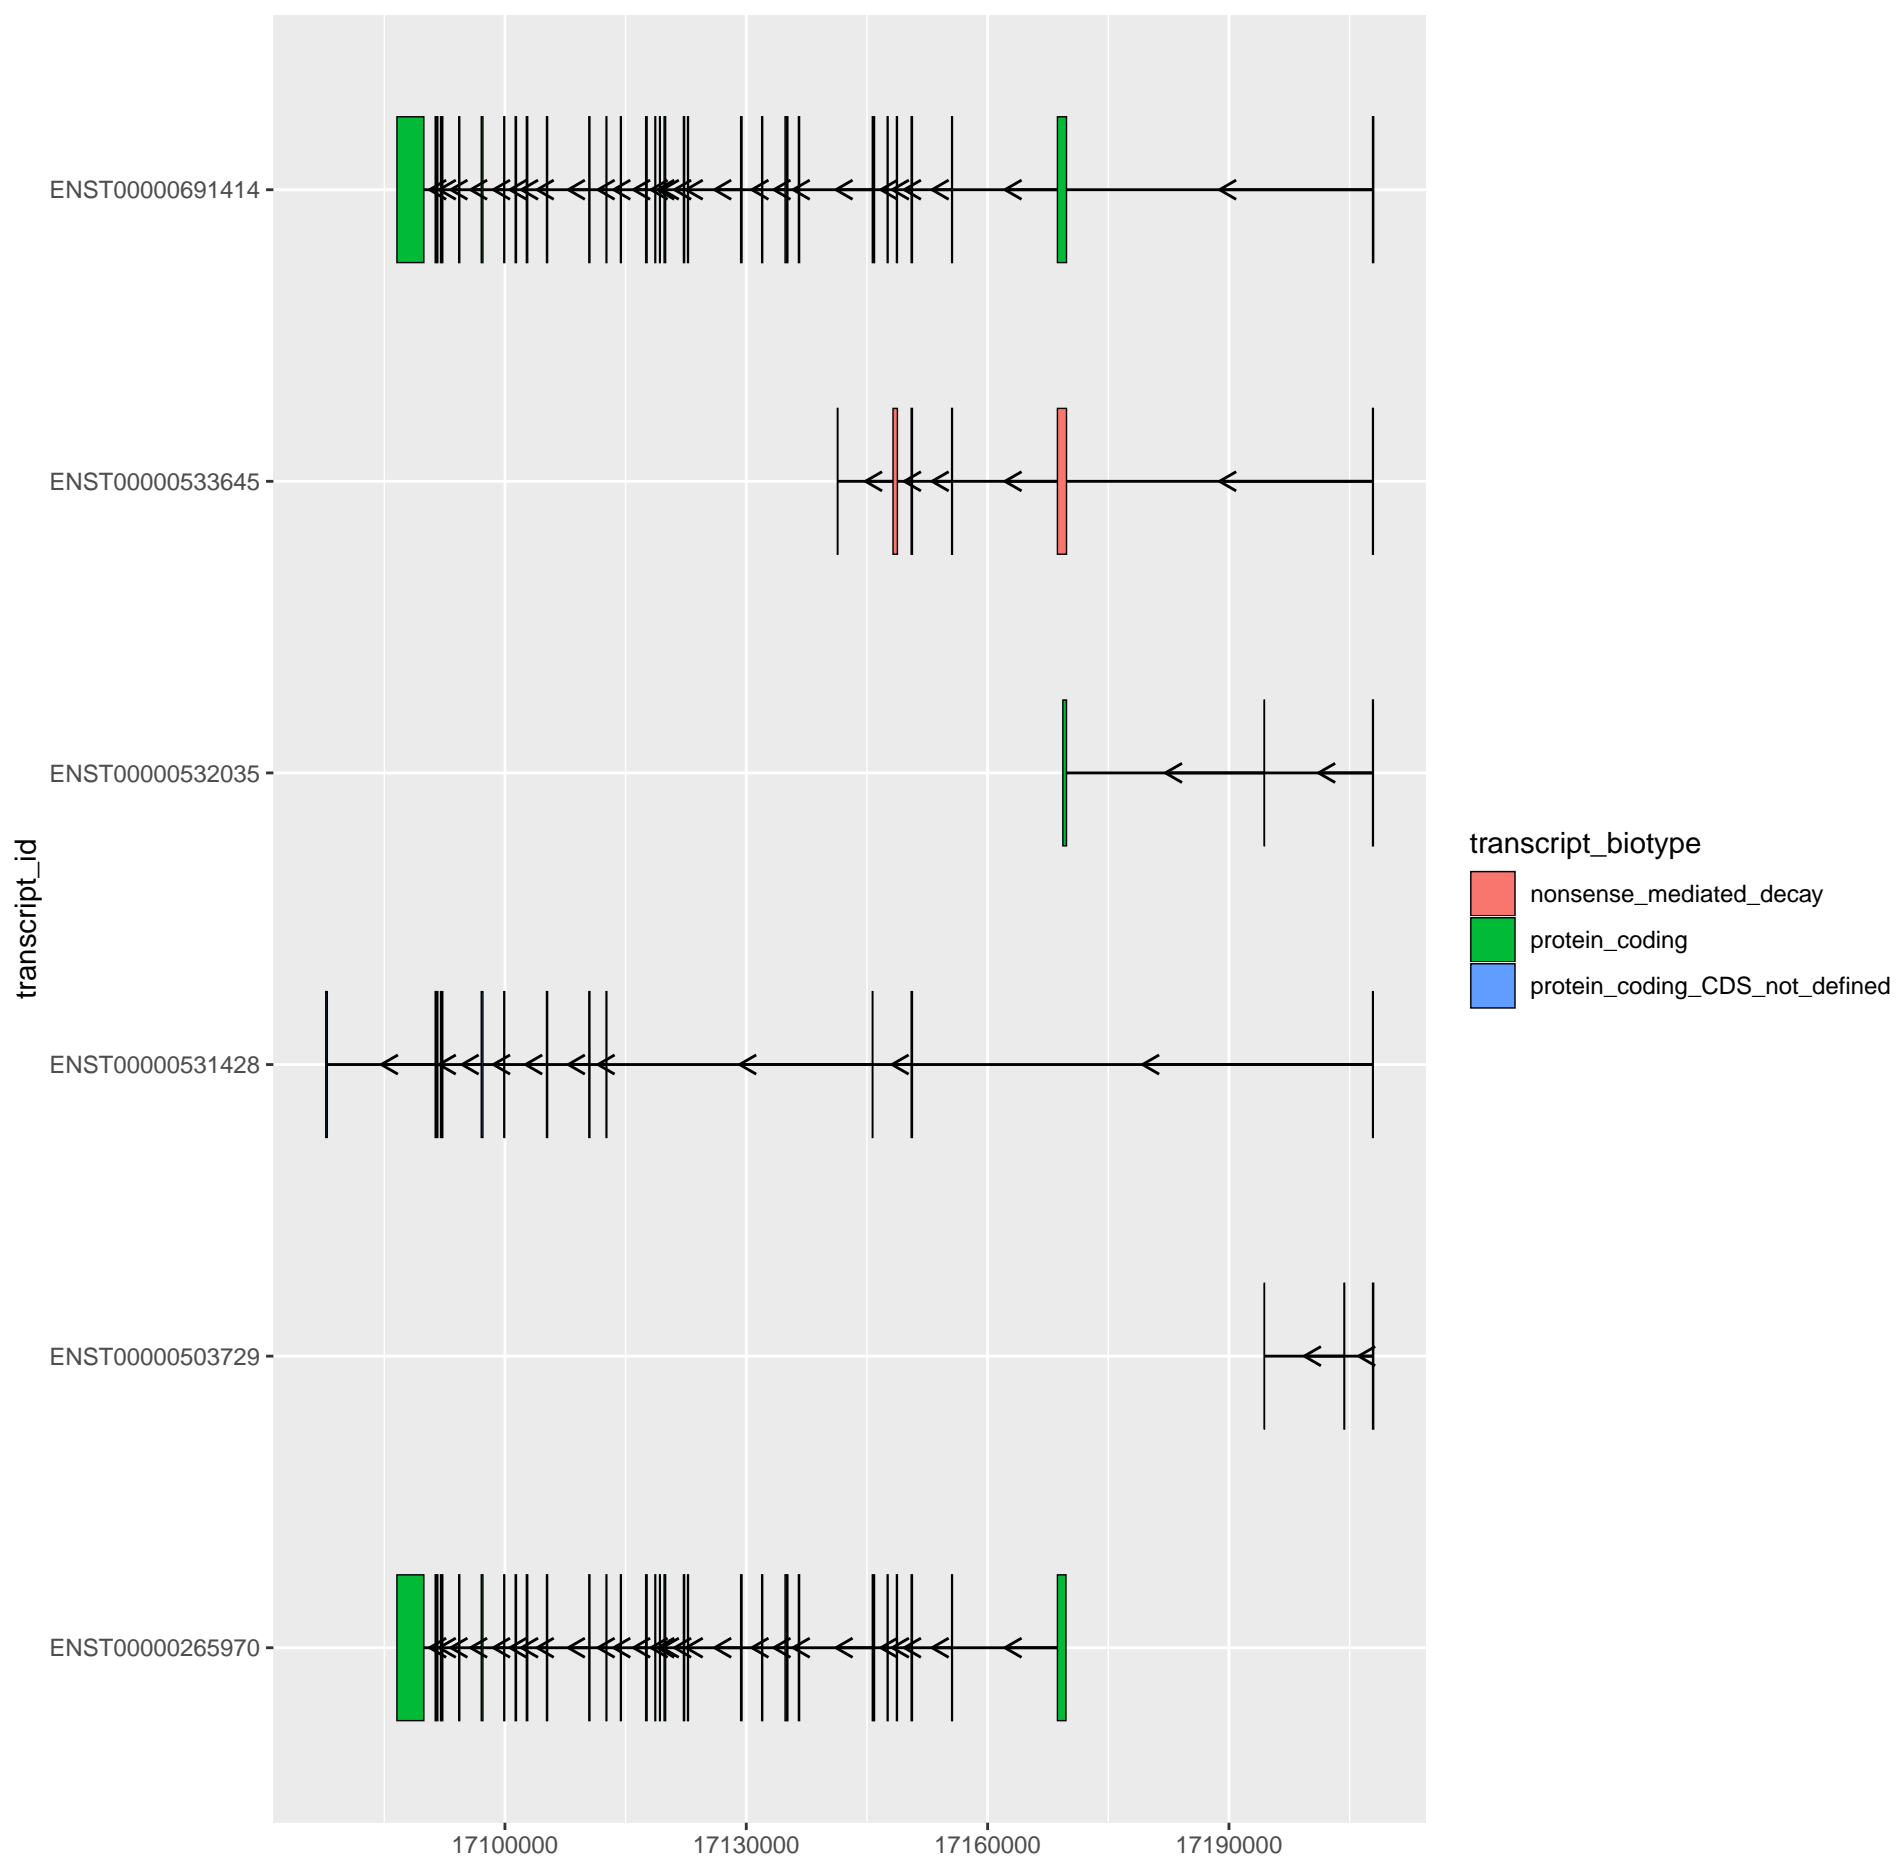 ENST00000691414
ENST00000533645
ENST00000532035
ENST00000531428
ENST00000503729
ENST00000265970
transcript_id
17100000
17130000
17160000
17190000
transcript_biotype
nonsense_mediated_decay
protein_coding
protein_coding_CDS_not_defined